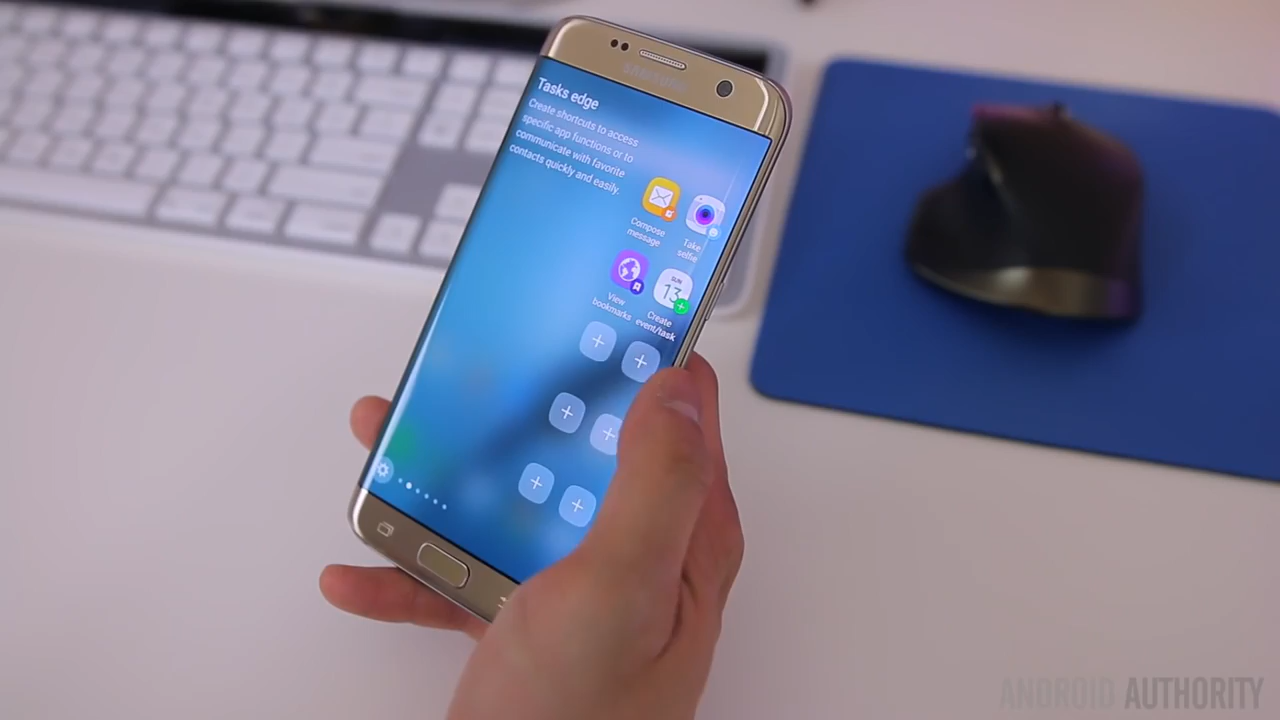 SAMSUNG
Tasks edge
Create shortcuts to access
specific app functions or to
communicate with favorite
contacts quickly and easily.
Compose
message
Take
selfie
View
bookmarks
SUN
13
Create
event/task
ANDROID AUTHORITY